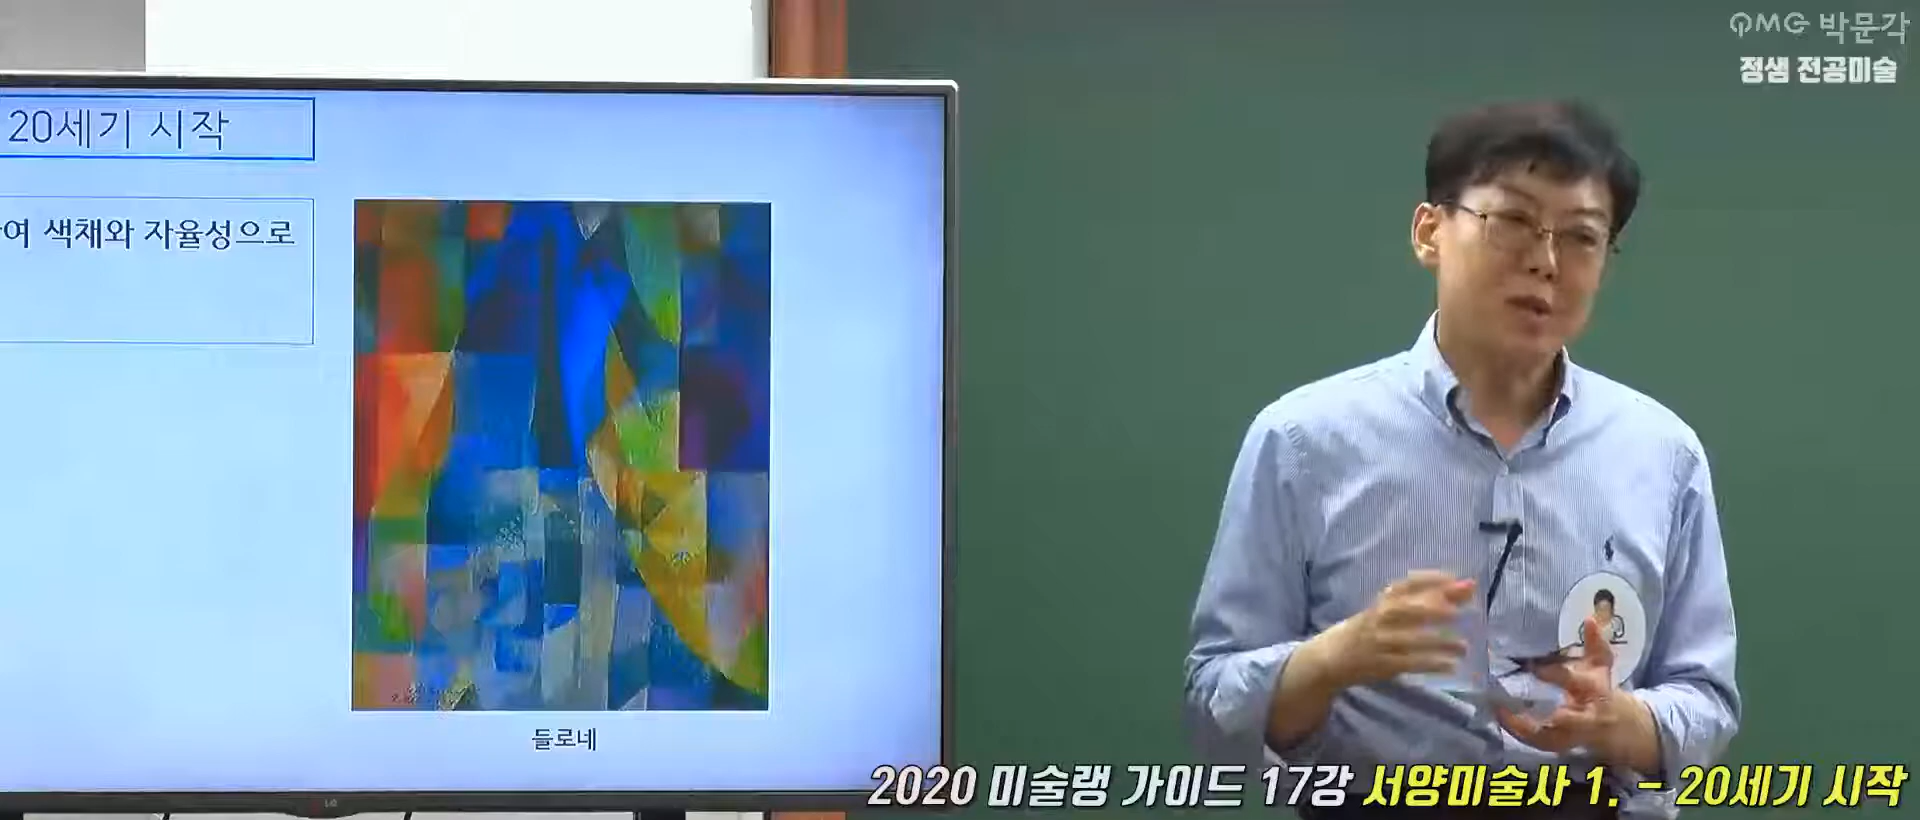 PMG 박문각
정샘 전공미술
20세기 시작
여 색채와 자율성으로
들로네
LG
2020 미술랭 가이드 17강 서양미술사 1. - 20세기 시작